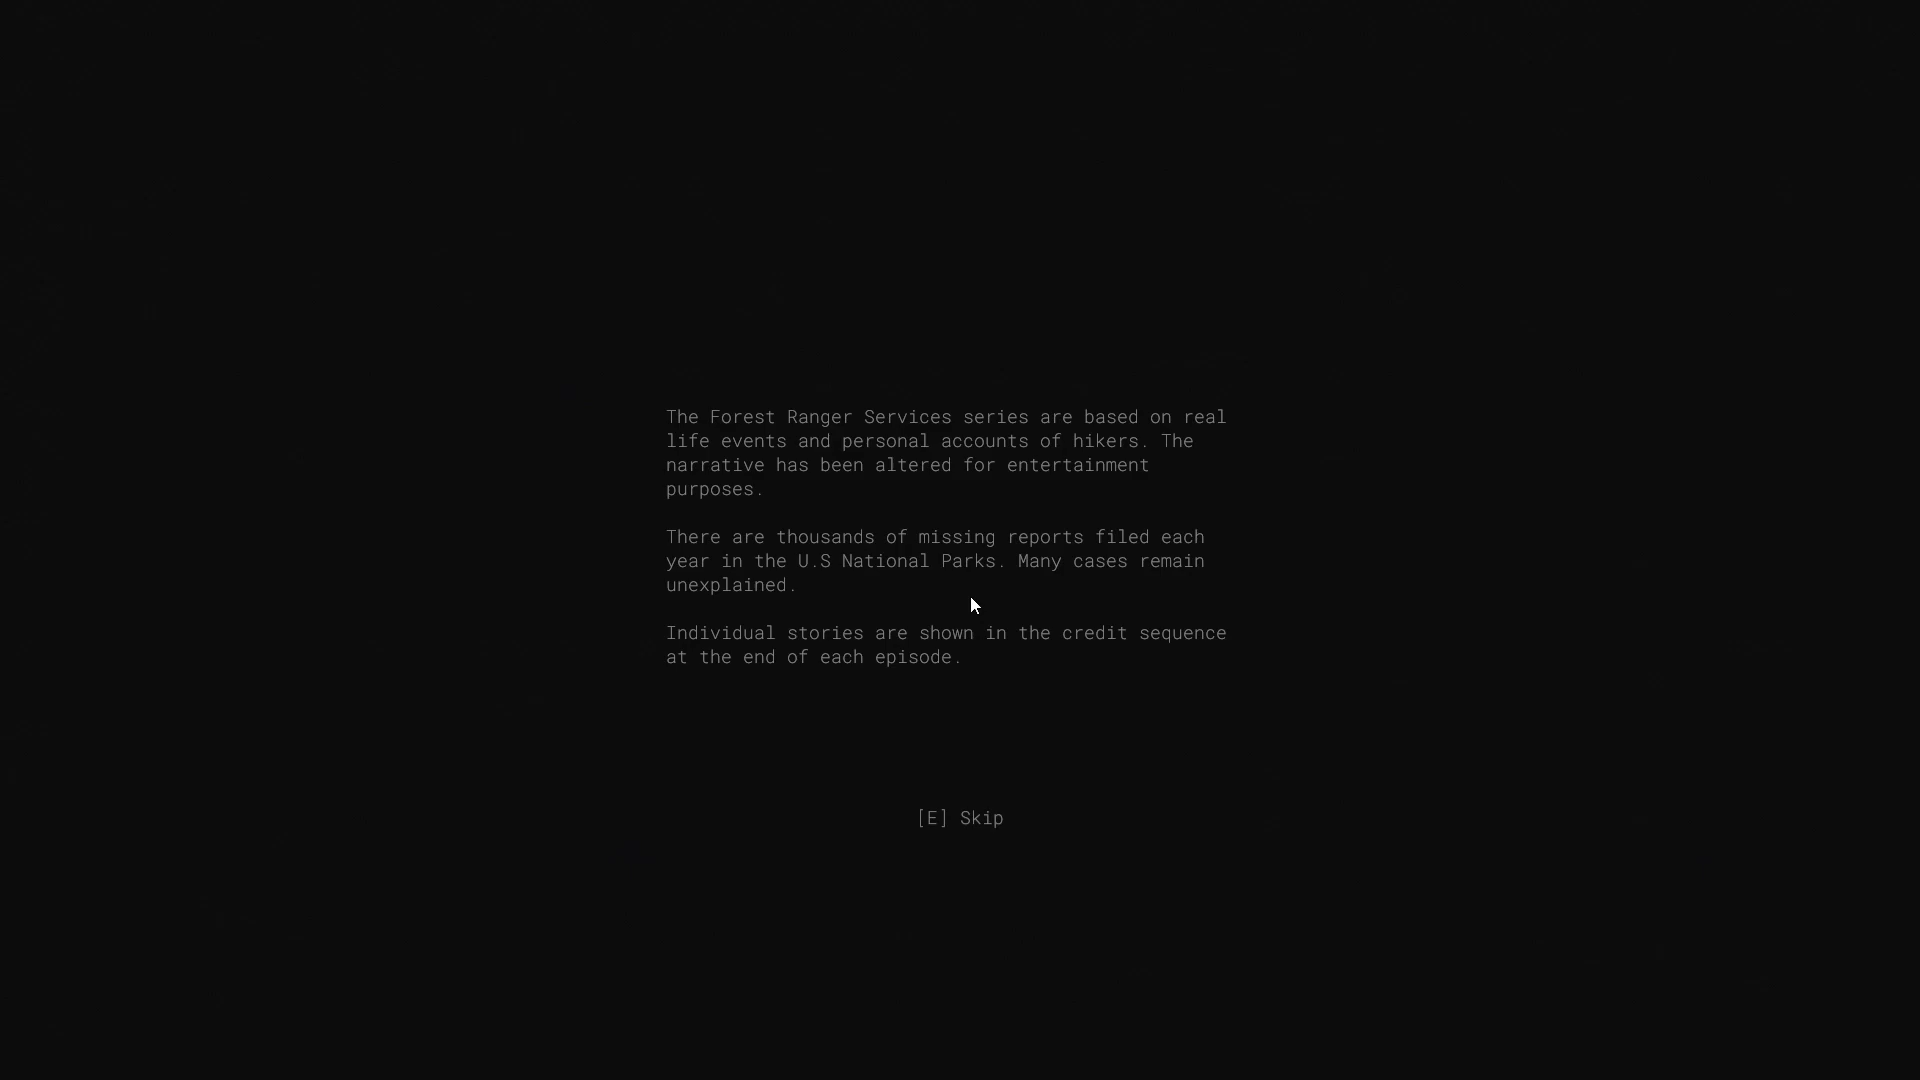 The Forest Ranger Services series are based on real
life events and personal accounts of hikers. The
narrative has been altered for entertainment
purposes.
There are thousands of missing reports filed each
year in the U.S National Parks. Many cases remain
unexplained.
Individual stories are shown in the credit sequence
at the end of each episode.
[E] Skip